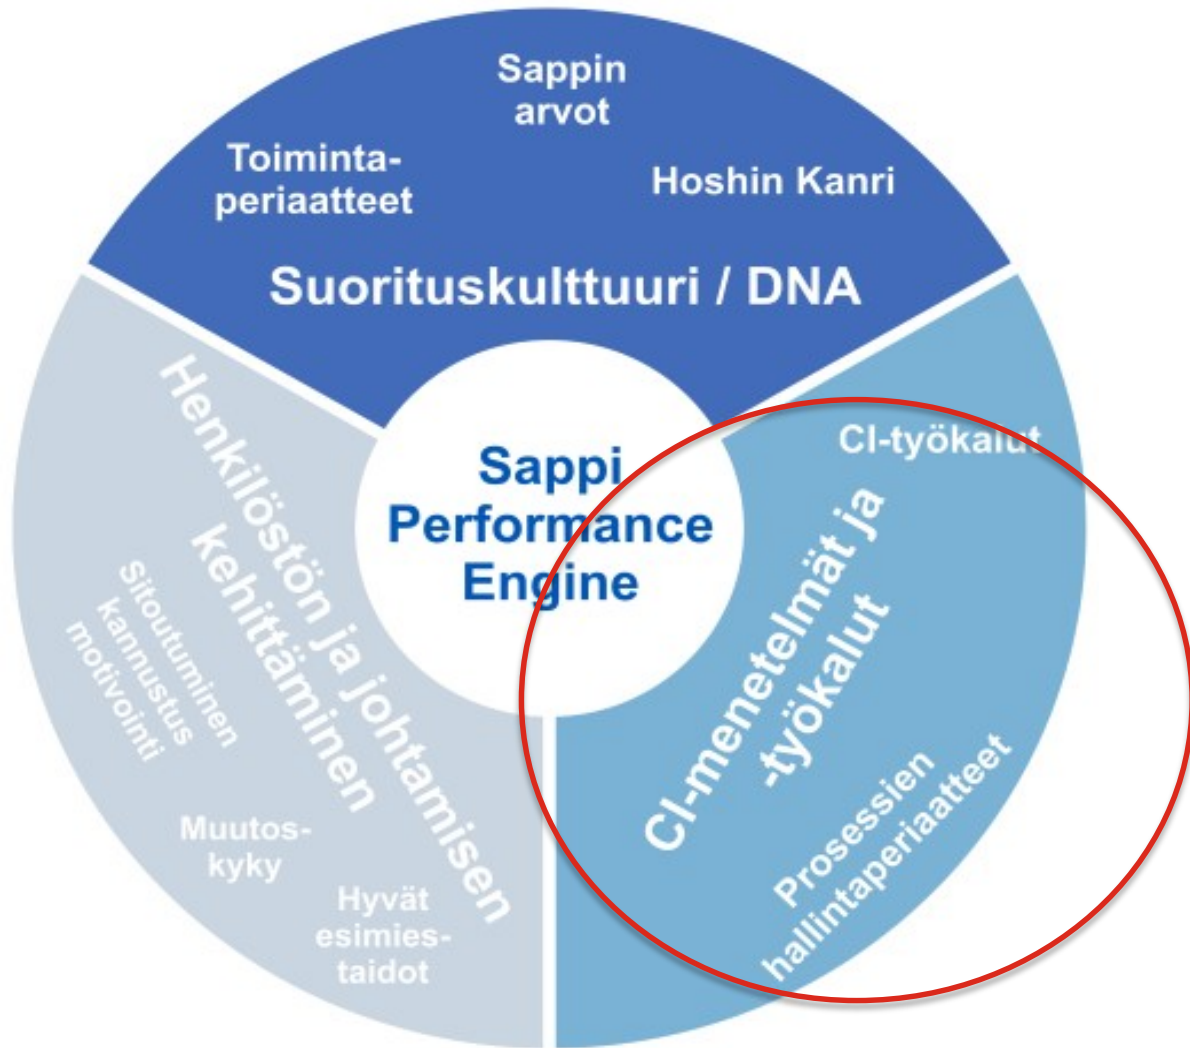 Sappin
arvot
Toiminta-
periaatteet
Hoshin Kanri
Suorituskulttuuri / DNA
Sappi
Performance
Engine
CI-työkalut
CI-menetelmät ja
-työkalut
Prosessien
hallintaperiaatteet
Henkilöstön ja johtamisen
kehittäminen
Sitoutuminen
kannustus
motivointi
Muutos-
kyky
Hyvät
esimies-
taidot